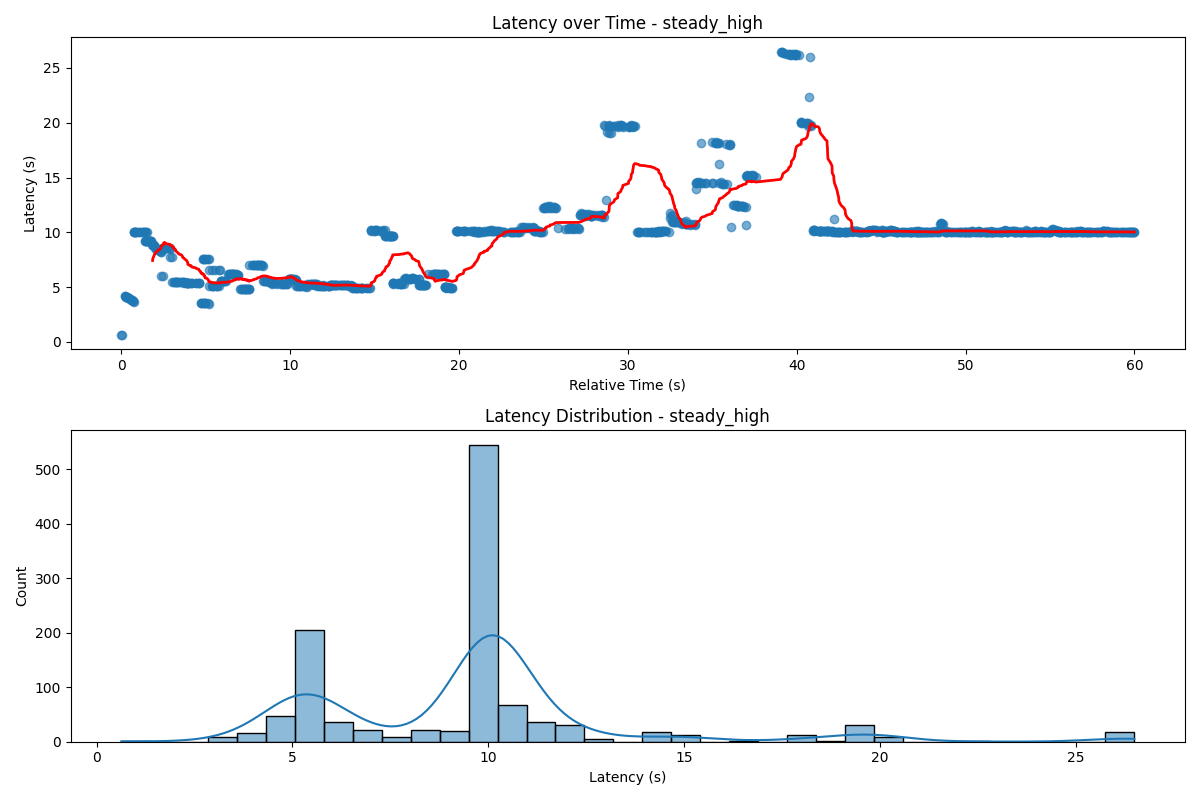 Latency over Time - steady_high
25
20
15
10
5
0
Latency (s)
0 10 20 30 40 50 60
Relative Time (s)
Latency Distribution - steady_high
500
400
300
200
100
0
Count
0 5 10 15 20 25
Latency (s)